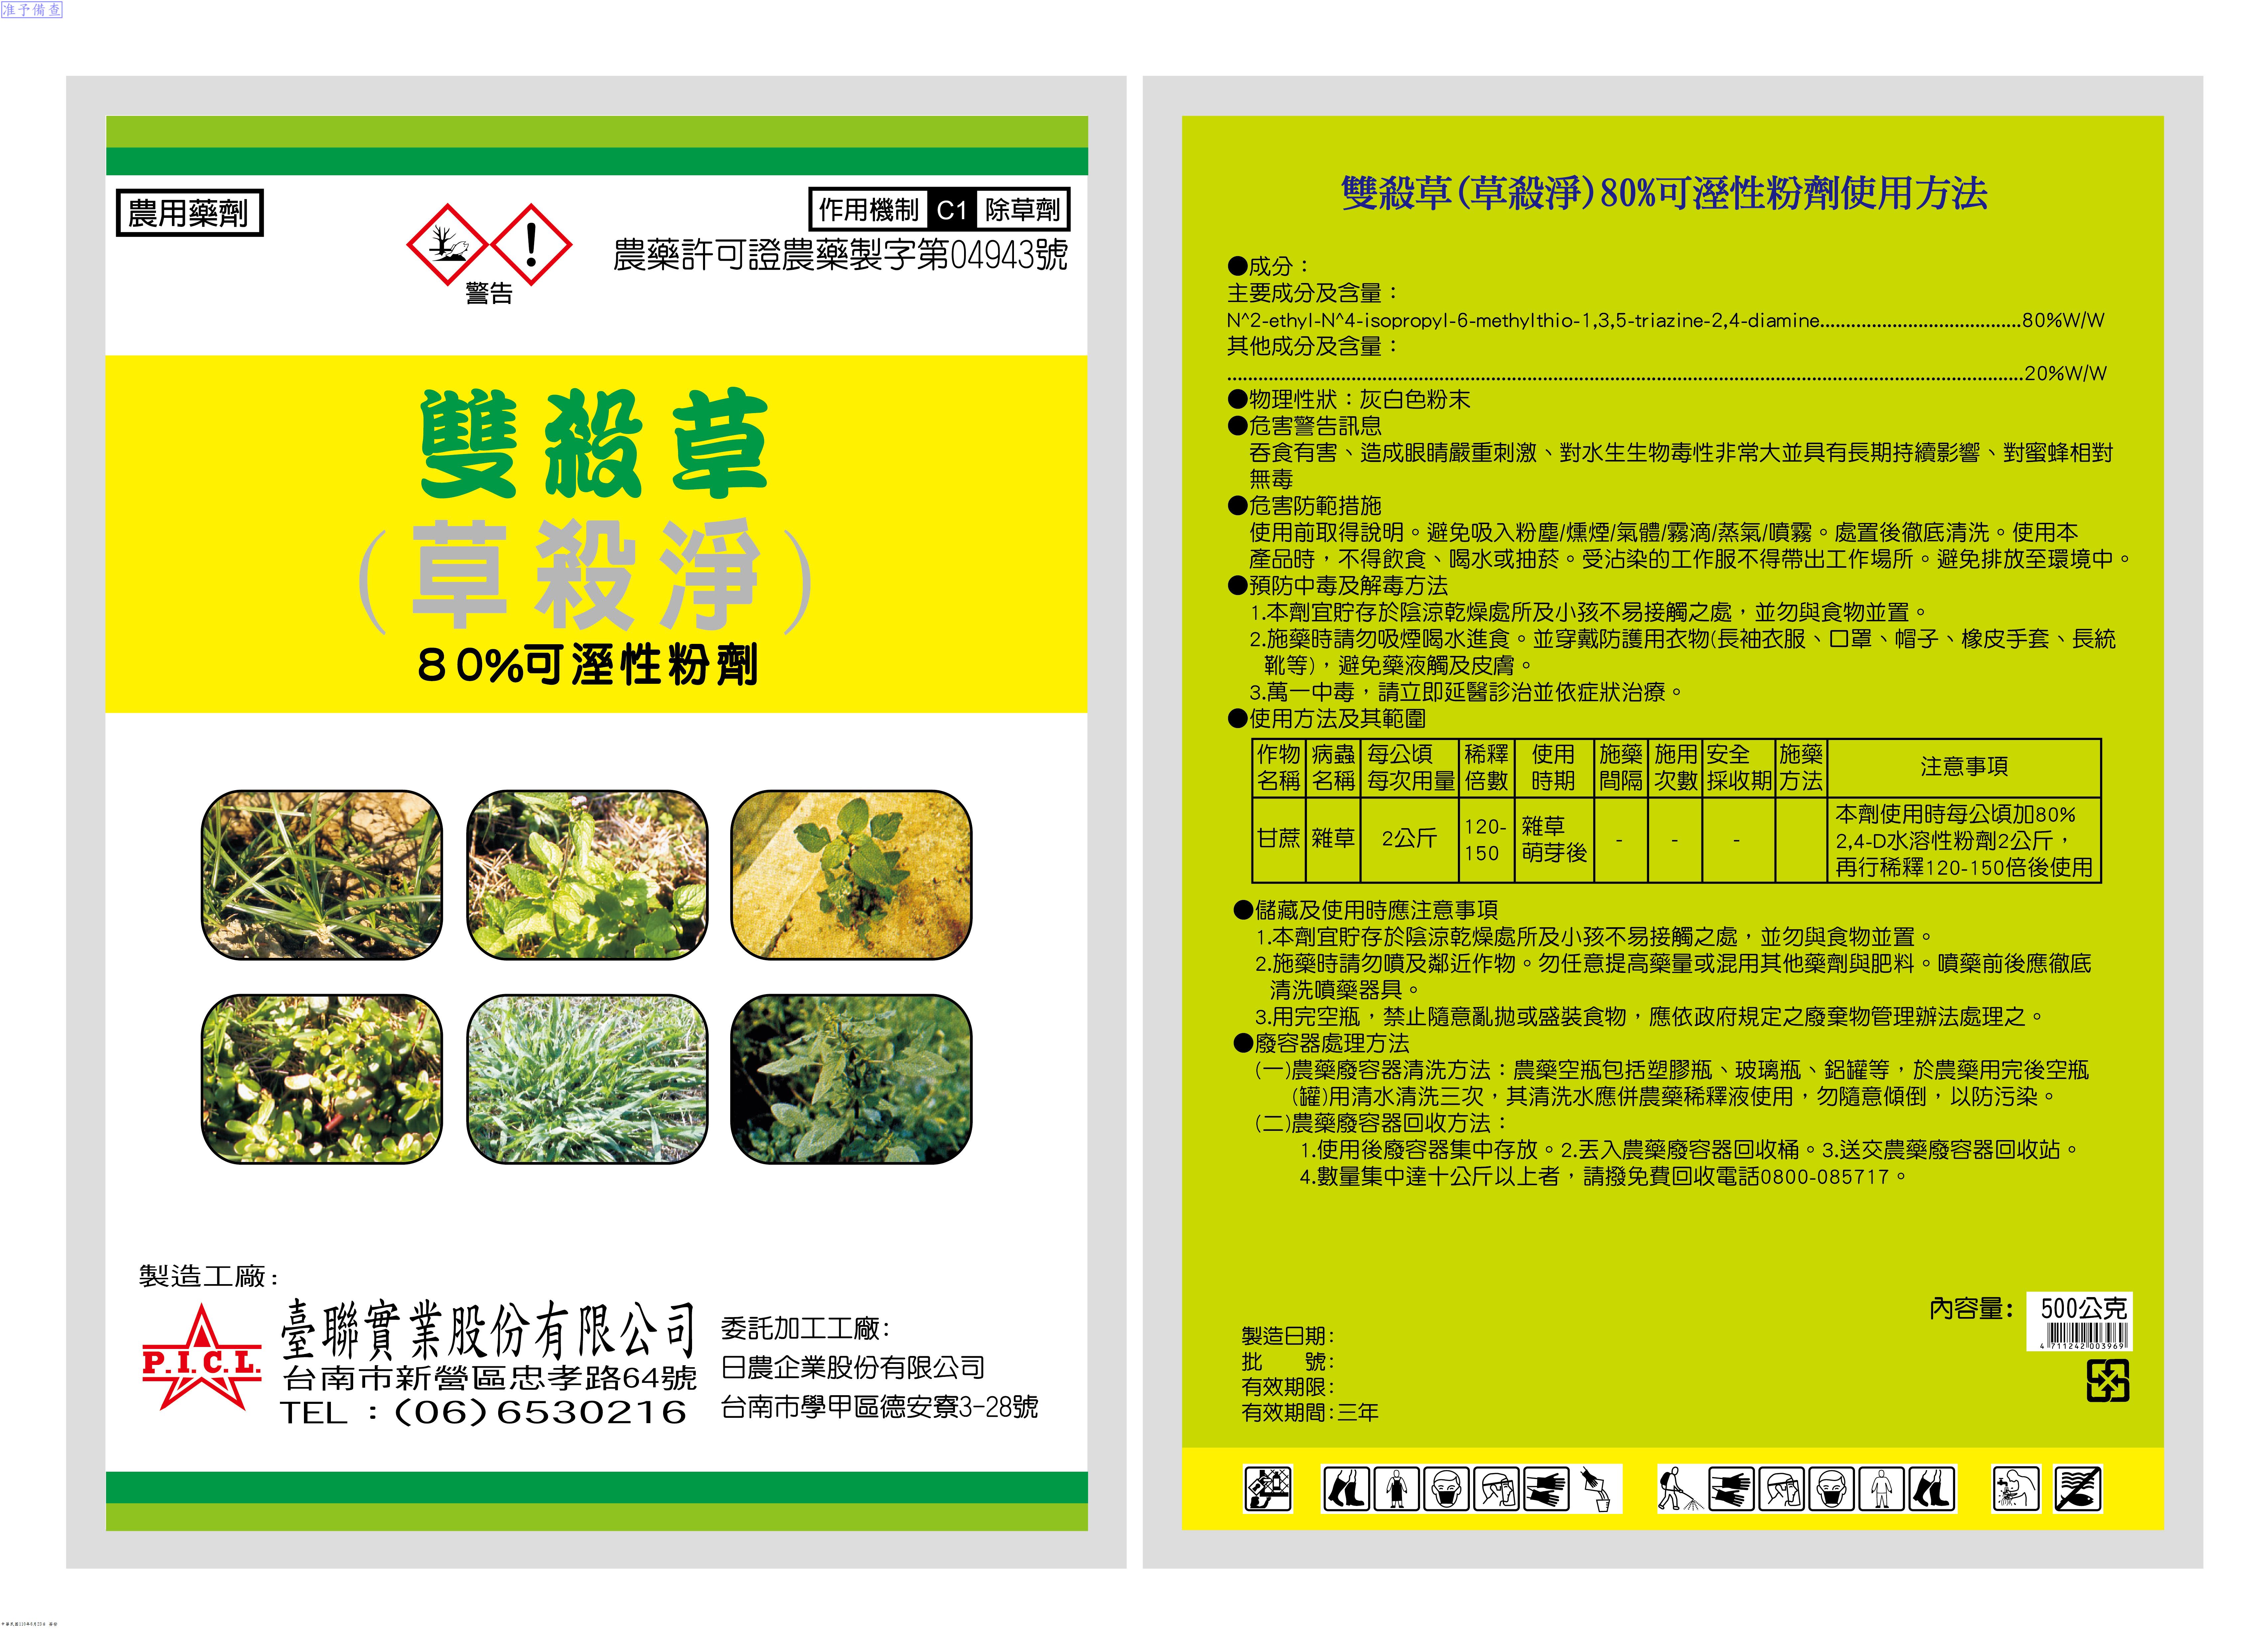 准予備查
農用藥劑
警告
作用機制 C1 除草劑
農藥許可證農藥製字第04943號
雙殺草
(草殺淨)
80%可溼性粉劑
製造工廠:
P.I.C.L.
臺聯實業股份有限公司
台南市新營區忠孝路64號
TEL：(06)6530216
委託加工工廠:
日農企業股份有限公司
台南市學甲區德安寮3-28號
雙殺草(草殺淨)80%可溼性粉劑使用方法
●成分：
主要成分及含量：
N^2-ethyl-N^4-isopropyl-6-methylthio-1,3,5-triazine-2,4-diamine.......................................80%W/W
其他成分及含量：
..........................................................................................................................................................20%W/W
●物理性狀：灰白色粉末
●危害警告訊息
吞食有害、造成眼睛嚴重刺激、對水生生物毒性非常大並具有長期持續影響、對蜜蜂相對
無毒
●危害防範措施
使用前取得說明。避免吸入粉塵/燻煙/氣體/霧滴/蒸氣/噴霧。處置後徹底清洗。使用本
產品時，不得飲食、喝水或抽菸。受沾染的工作服不得帶出工作場所。避免排放至環境中。
●預防中毒及解毒方法
1.本劑宜貯存於陰涼乾燥處所及小孩不易接觸之處，並勿與食物並置。
2.施藥時請勿吸煙喝水進食。並穿戴防護用衣物(長袖衣服、口罩、帽子、橡皮手套、長統
靴等)，避免藥液觸及皮膚。
3.萬一中毒，請立即延醫診治並依症狀治療。
●使用方法及其範圍
作物 病蟲 每公頃 稀釋 使用 施藥 施用 安全 施藥 注意事項
名稱 名稱 每次用量 倍數 時期 間隔 次數 採收期 方法
甘蔗 雜草 2公斤 120- 雜草 - - - 本劑使用時每公頃加80%
150 萌芽後 2,4-D水溶性粉劑2公斤，
再行稀釋120-150倍後使用
●儲藏及使用時應注意事項
1.本劑宜貯存於陰涼乾燥處所及小孩不易接觸之處，並勿與食物並置。
2.施藥時請勿噴及鄰近作物。勿任意提高藥量或混用其他藥劑與肥料。噴藥前後應徹底
清洗噴藥器具。
3.用完空瓶，禁止隨意亂拋或盛裝食物，應依政府規定之廢棄物管理辦法處理之。
●廢容器處理方法
(一)農藥廢容器清洗方法：農藥空瓶包括塑膠瓶、玻璃瓶、鋁罐等，於農藥用完後空瓶
(罐)用清水清洗三次，其清洗水應併農藥稀釋液使用，勿隨意傾倒，以防污染。
(二)農藥廢容器回收方法：
1.使用後廢容器集中存放。2.丟入農藥廢容器回收桶。3.送交農藥廢容器回收站。
4.數量集中達十公斤以上者，請撥免費回收電話0800-085717。
內容量: 500公克
4 711242 003969
製造日期:
批 號:
有效期限:
有效期間:三年